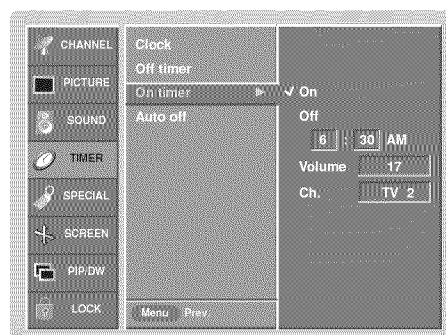 CHANNEL
PICTURE
SOUND
TIMER
SPECIAL
SCREEN
PIP/DW
LOCK
Clock
Off timer
On timer
Auto off
Menu Prev.
On
Off
6 : 30 AM
Volume 17
Ch. TV 2